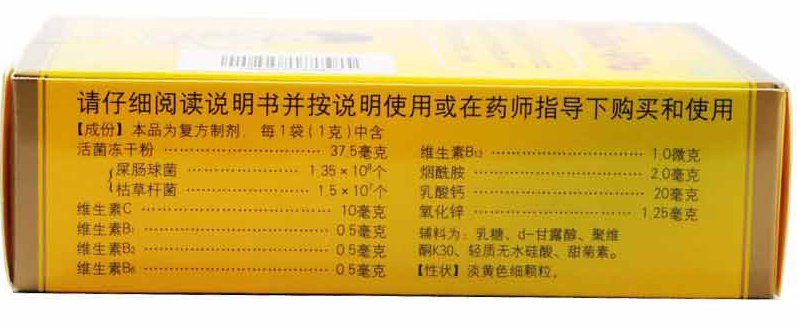 请仔细阅读说明书并按说明使用或在药师指导下购买和使用
【成份】本品为复方制剂，每1袋(1克)中含
活菌冻干粉 ………… 37.5毫克
屎肠球菌 ………… 1.35×10⁸个
枯草杆菌 ………… 1.5×10⁷个
维生素C ………… 10毫克
维生素B₁ ………… 0.5毫克
维生素B₂ ………… 0.5毫克
维生素B₆ ………… 0.5毫克
维生素B₁₂ ………… 1.0微克
烟酰胺 ………… 2.0毫克
乳酸钙 ………… 20毫克
氧化锌 ………… 1.25毫克
辅料为：乳糖、d-甘露醇、聚维
酮K30、轻质无水硅酸、甜菊素。
【性状】淡黄色细颗粒。